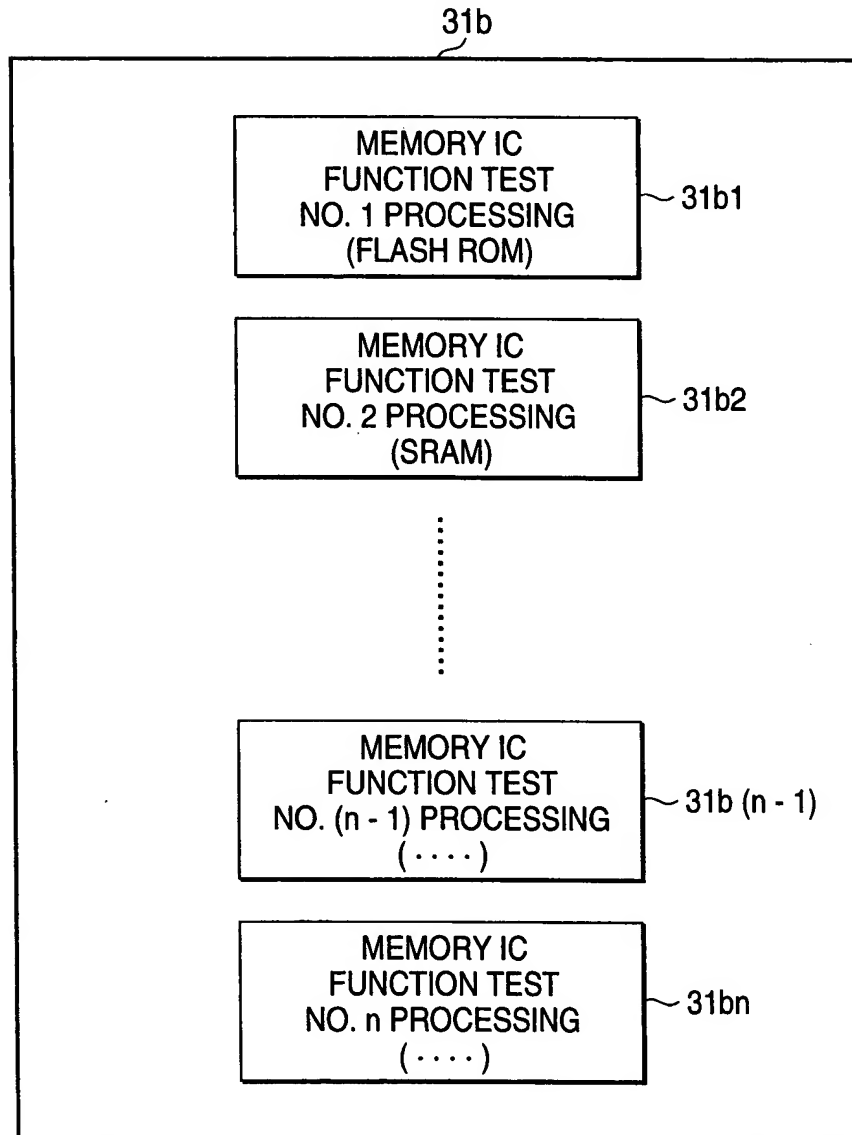 31b
MEMORY IC
FUNCTION TEST
NO. 1 PROCESSING
(FLASH ROM)
31b1
MEMORY IC
FUNCTION TEST
NO. 2 PROCESSING
(SRAM)
31b2
MEMORY IC
FUNCTION TEST
NO. (n - 1) PROCESSING
(····)
31b (n - 1)
MEMORY IC
FUNCTION TEST
NO. n PROCESSING
(····)
31bn